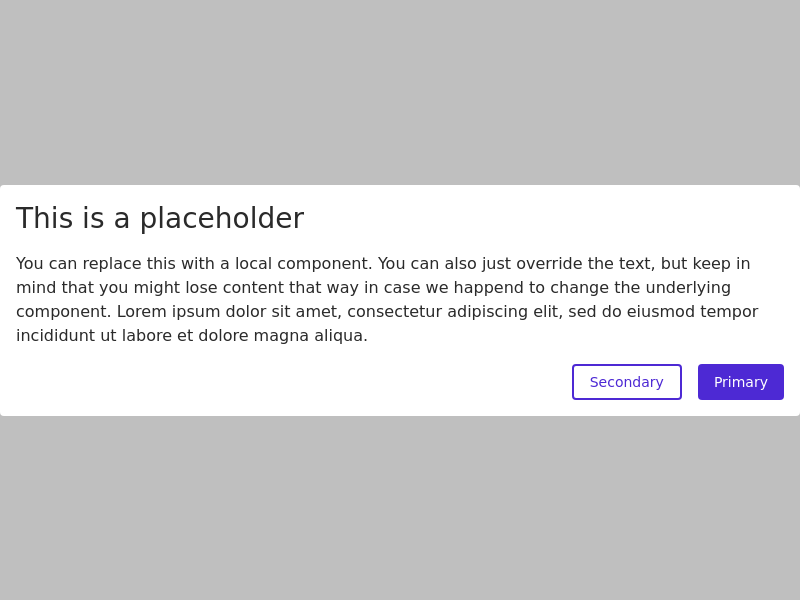 This is a placeholder
You can replace this with a local component. You can also just override the text, but keep in
mind that you might lose content that way in case we happend to change the underlying
component. Lorem ipsum dolor sit amet, consectetur adipiscing elit, sed do eiusmod tempor
incididunt ut labore et dolore magna aliqua.
Secondary Primary